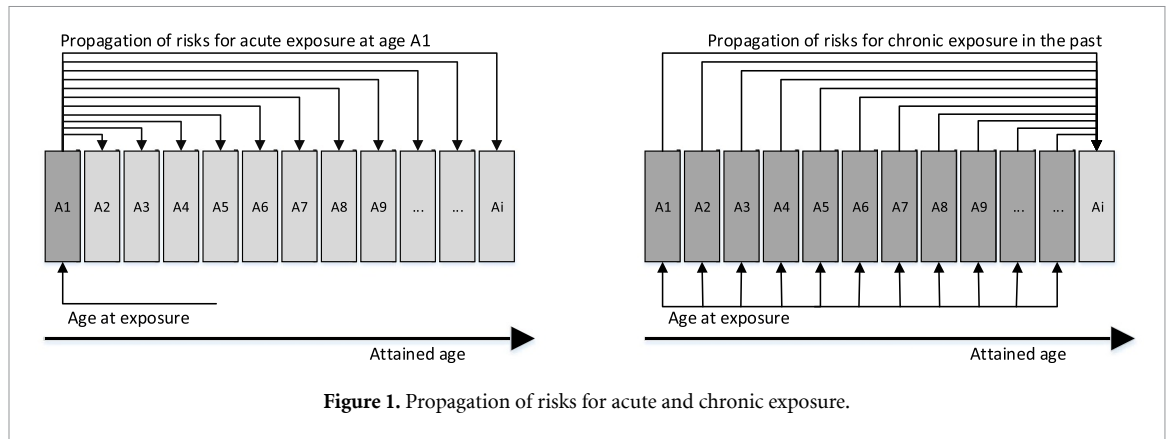 Propagation of risks for acute exposure at age A1
A1 A2 A3 A4 A5 A6 A7 A8 A9 ... ... Ai
Age at exposure
Attained age
Propagation of risks for chronic exposure in the past
A1 A2 A3 A4 A5 A6 A7 A8 A9 ... ... Ai
Age at exposure
Attained age
Figure 1. Propagation of risks for acute and chronic exposure.